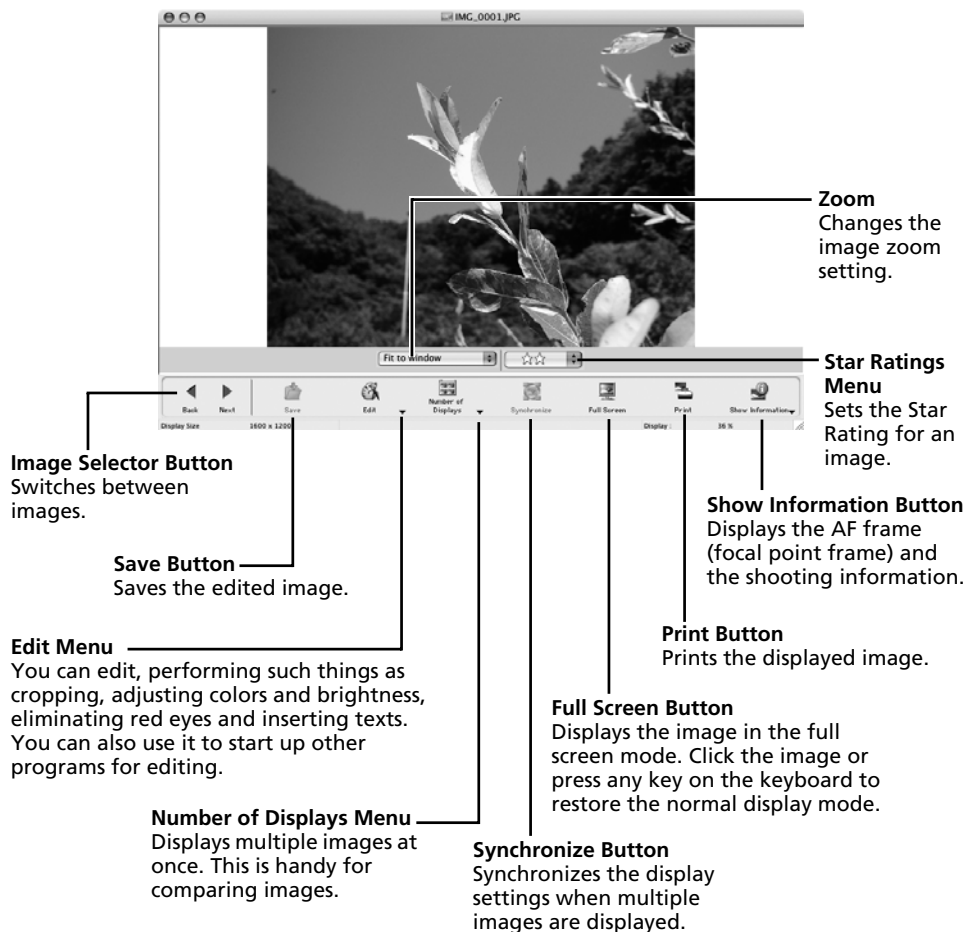 IMG_0001.JPG
Zoom
Changes the
image zoom
setting.
Fit to window
Star Ratings
Menu
Sets the Star
Rating for an
image.
Back
Next
Save
Edit
Number of
Displays
Synchronize
Full Screen
Print
Show Information
Display Size
1600 x 1200
Display :
36 %
Image Selector Button
Switches between
images.
Show Information Button
Displays the AF frame
(focal point frame) and
the shooting information.
Save Button
Saves the edited image.
Print Button
Prints the displayed image.
Edit Menu
You can edit, performing such things as
cropping, adjusting colors and brightness,
eliminating red eyes and inserting texts.
You can also use it to start up other
programs for editing.
Full Screen Button
Displays the image in the full
screen mode. Click the image or
press any key on the keyboard to
restore the normal display mode.
Number of Displays Menu
Displays multiple images at
once. This is handy for
comparing images.
Synchronize Button
Synchronizes the display
settings when multiple
images are displayed.